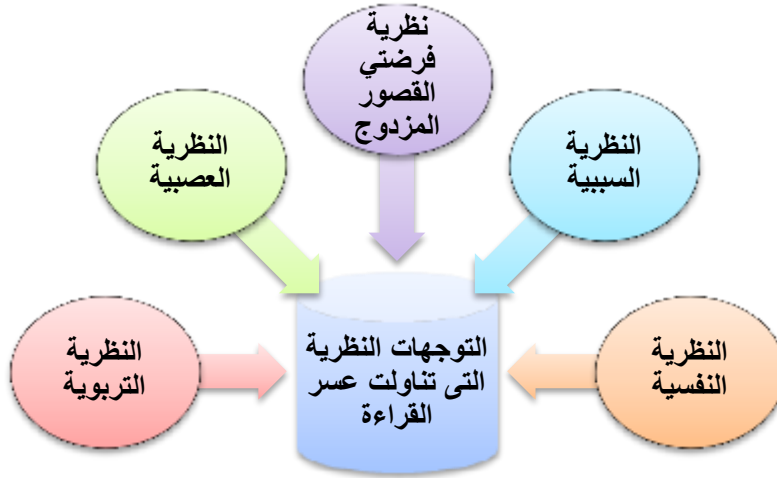 نظرية
فرضتي
القصور
المزدوج
النظرية
السببية
النظرية
العصبية
التوجهات النظرية
التى تناولت عسر
القراءة
النظرية
النفسية
النظرية
التربوية